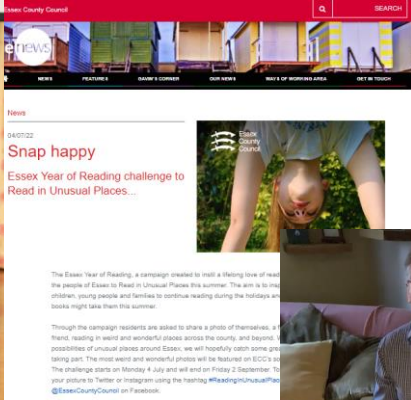 Essex County Council
SEARCH
enews
NEWS
FEATURES
GAVIN'S CORNER
OUR NEWS
WAYS OF WORKING AREA
GET IN TOUCH
News
04/07/22
Snap happy
Essex Year of Reading challenge to
Read in Unusual Places...
Essex
County
Council
The Essex Year of Reading, a campaign created to instil a lifelong love of read
the people of Essex to Read in Unusual Places this summer. The aim is to
children, young people and families to continue reading during the holidays an
books might take them this summer.
Through the campaign residents are asked to share a photo of themselves, a
friend, reading in weird and wonderful places across the county, and beyond.
possibilities of unusual places around Essex, we will hopefully catch some
taking part. The most weird and wonderful photos will be featured on ECC's
The challenge starts on Monday 4 July and will end on Friday 2 September. To
your picture to Twitter or Instagram using the hashtag #ReadingInUnusualPlac
@EssexCountyCouncil on Facebook.